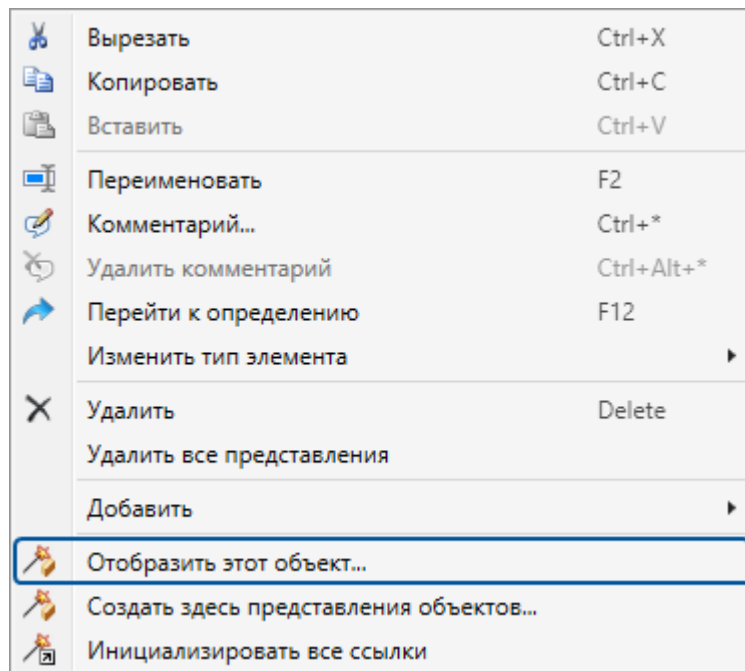 Вырезать Ctrl+X
Копировать Ctrl+C
Вставить Ctrl+V
Переименовать F2
Комментарий... Ctrl+*
Удалить комментарий Ctrl+Alt+*
Перейти к определению F12
Изменить тип элемента
Удалить Delete
Удалить все представления
Добавить
Отобразить этот объект...
Создать здесь представления объектов...
Инициализировать все ссылки